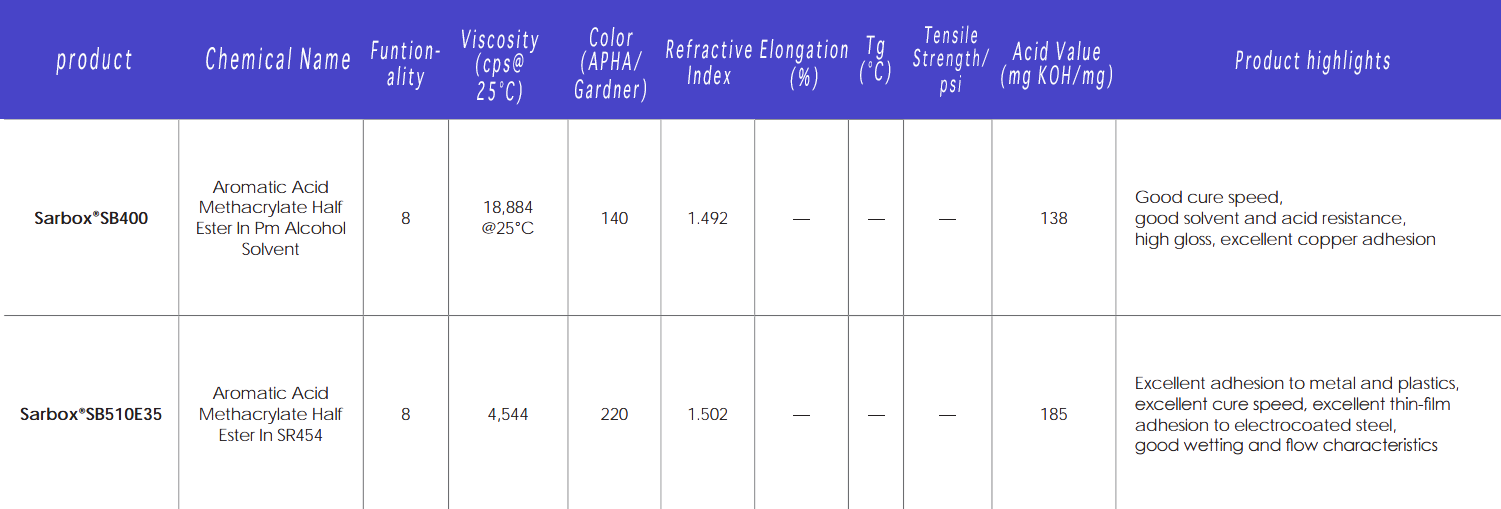 product
Chemical Name
Funtion-
ality
Viscosity
(cps@
25°C)
Color
(APHA/
Gardner)
Refractive
Index
Elongation
(%)
Tg
(°C)
Tensile
Strength/
psi
Acid Value
(mg KOH/mg)
Product highlights
Sarbox®SB400
Aromatic Acid
Methacrylate Half
Ester In Pm Alcohol
Solvent
8
18,884
@25°C
140
1.492
—
—
—
138
Good cure speed,
good solvent and acid resistance,
high gloss, excellent copper adhesion
Sarbox®SB510E35
Aromatic Acid
Methacrylate Half
Ester In SR454
8
4,544
220
1.502
—
—
—
185
Excellent adhesion to metal and plastics,
excellent cure speed, excellent thin-film
adhesion to electrocoated steel,
good wetting and flow characteristics